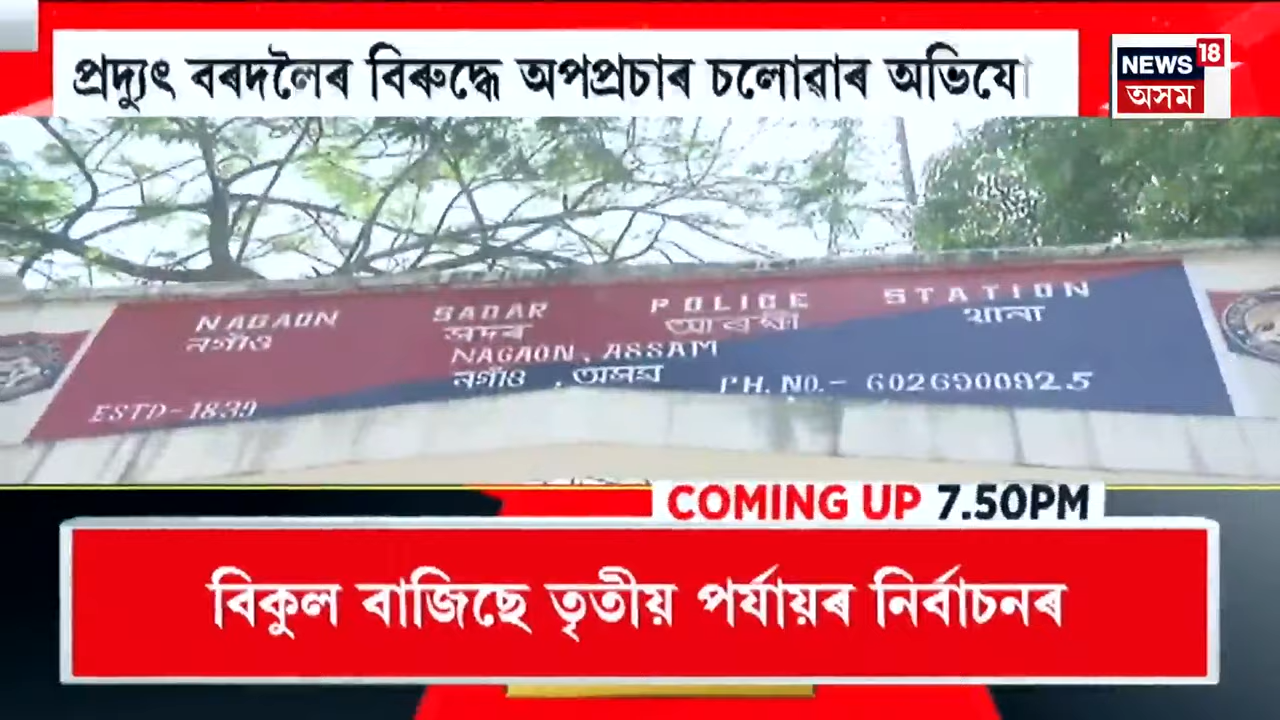 প্ৰদ্যুৎ বৰদলৈৰ বিৰুদ্ধে অপপ্ৰচাৰ চলোৱাৰ অভিযো
NEWS 18
অসম
NAGAON SADAR POLICE STATION
নগাঁও সদৰ আৰক্ষী থানা
NAGAON, ASSAM
নগাঁও , অসম
PH. NO.- 6026900925
ESTD-1839
COMING UP 7.50PM
বিকুল বাজিছে তৃতীয় পৰ্যায়ৰ নিৰ্বাচনৰ